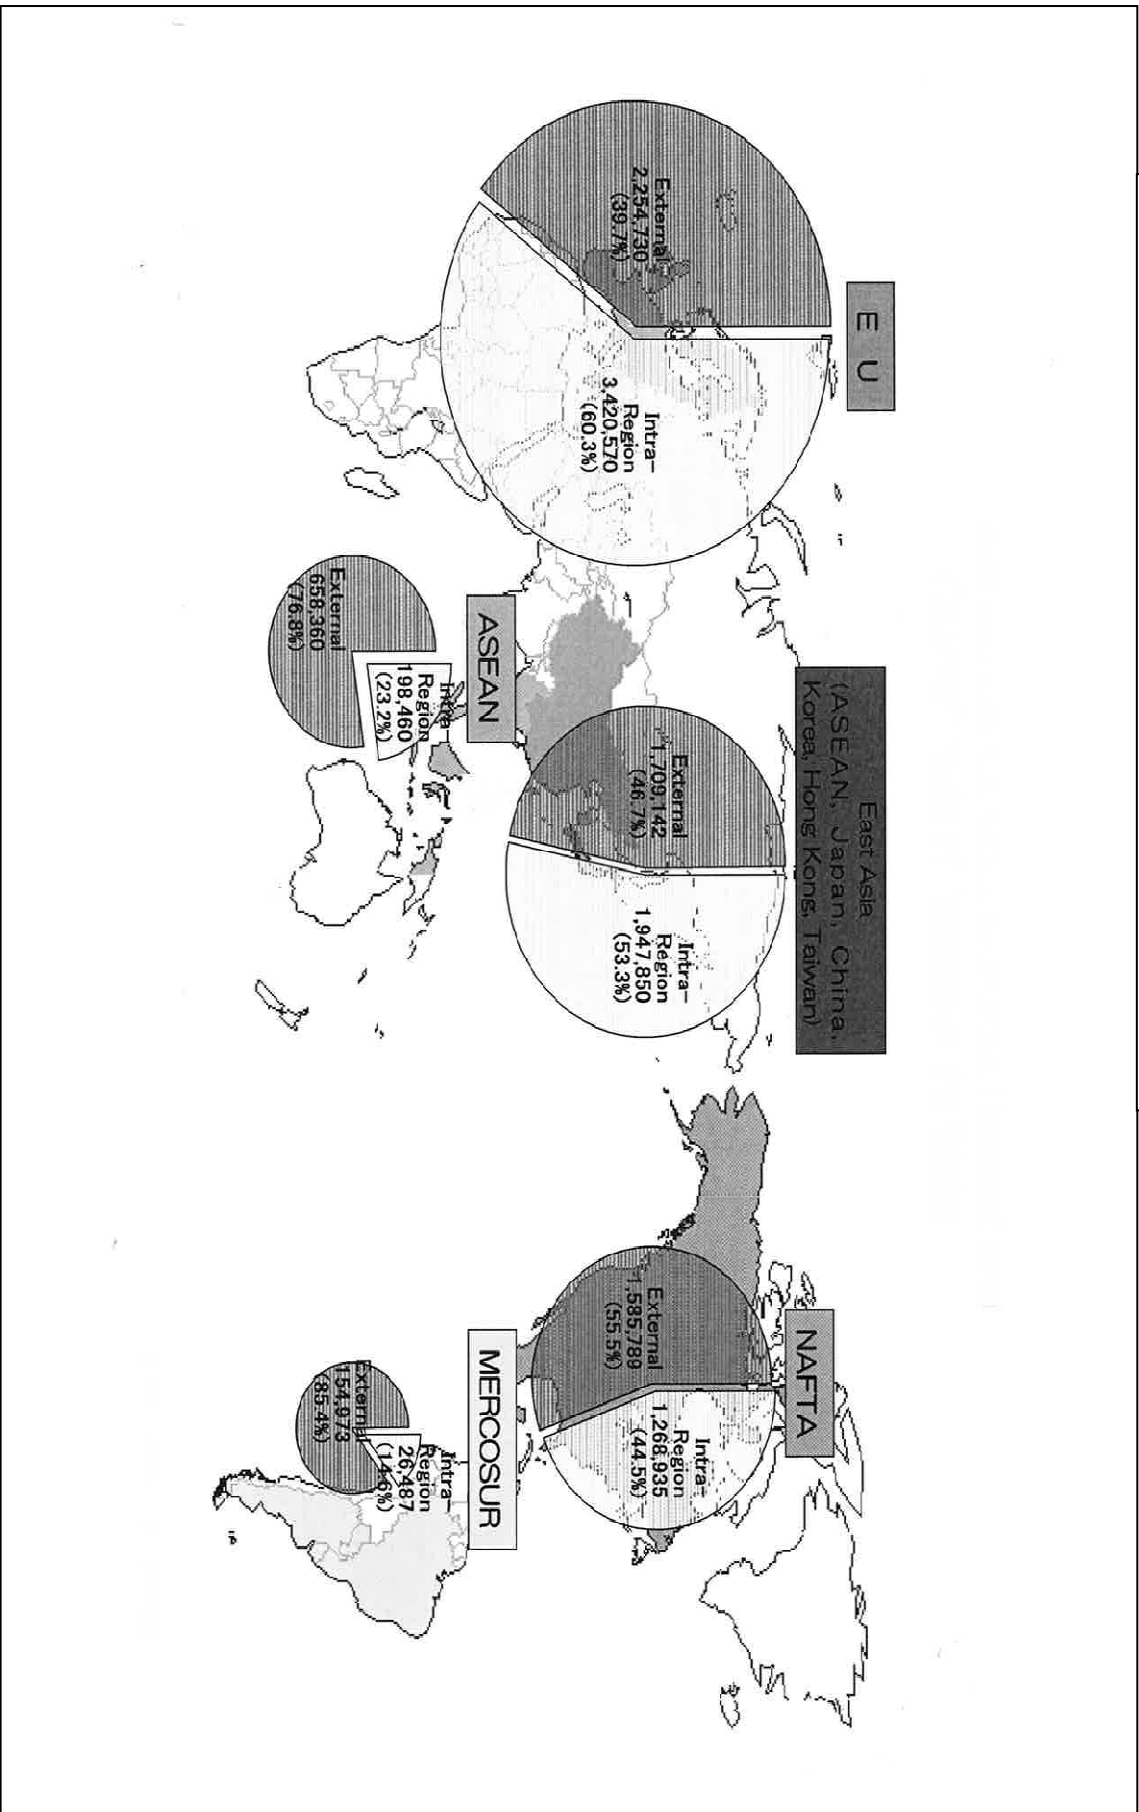 E U
External
2,254,730
(39.7%)
Intra-
Region
3,420,570
(60.3%)
East Asia
(ASEAN, Japan, China,
Korea, Hong Kong, Taiwan)
External
1,709,142
(46.7%)
Intra-
Region
1,947,850
(53.3%)
ASEAN
External
658,360
(76.8%)
Intra-
Region
198,460
(23.2%)
NAFTA
External
1,585,789
(55.5%)
Intra-
Region
1,268,935
(44.5%)
MERCOSUR
External
154,973
(85.4%)
Intra-
Region
26,487
(14.6%)